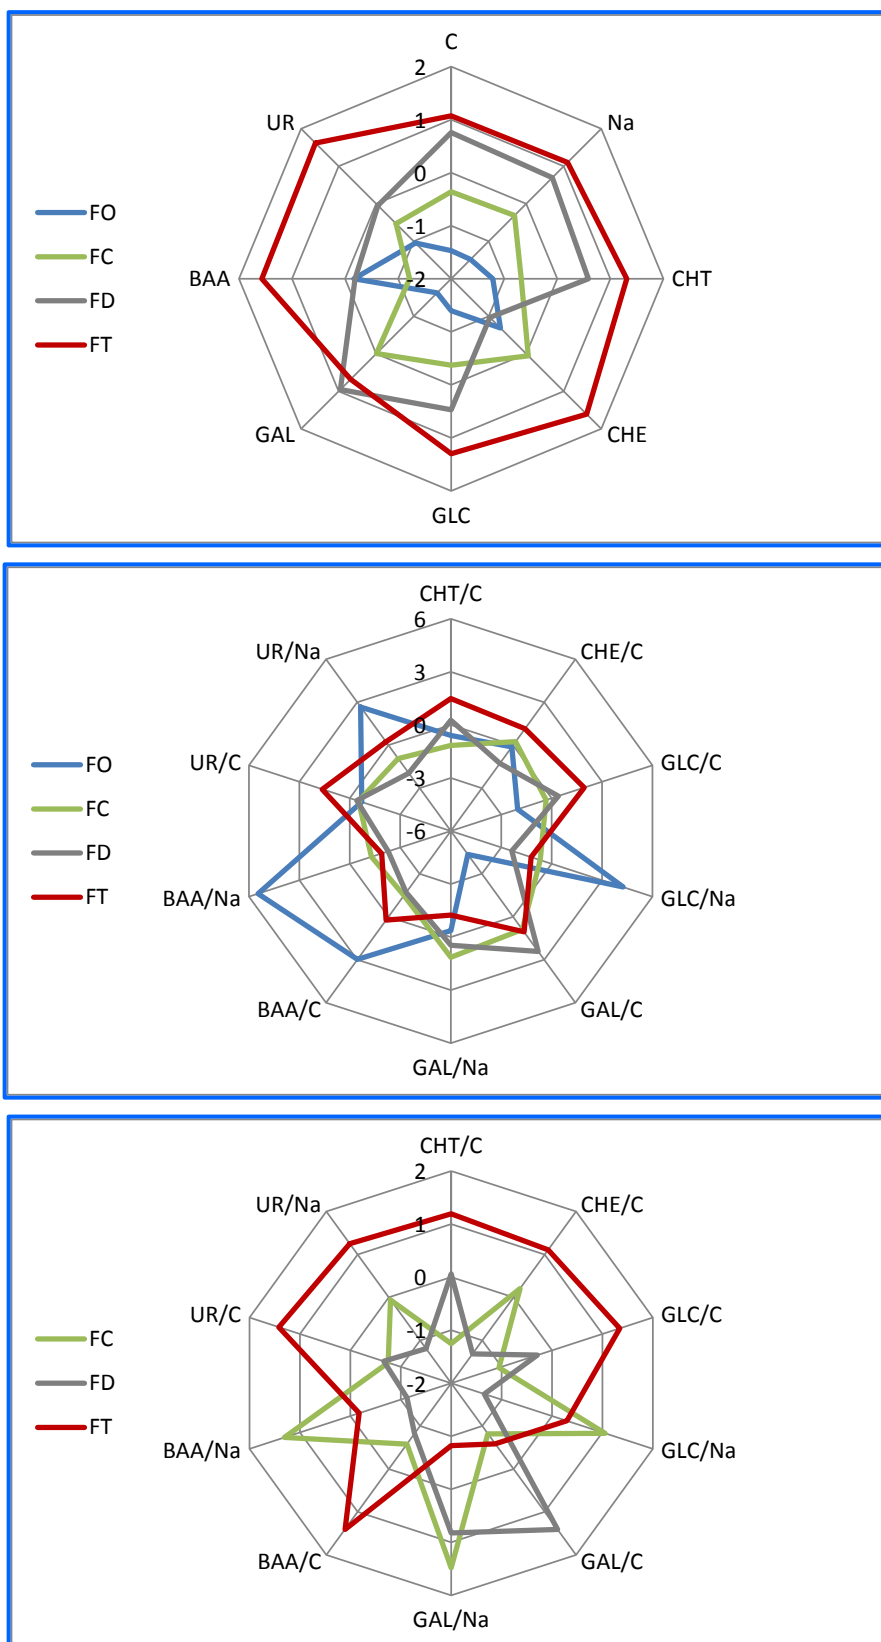 C
2
UR
Na
1
FO
0
FC
-1
FD
BAA
-2
CHT
FT
GAL
CHE
GLC
CHT/C
6
UR/Na
CHE/C
3
0
FO
UR/C
GLC/C
FC
-3
FD
-6
FT
BAA/Na
GLC/Na
BAA/C
GAL/C
GAL/Na
CHT/C
2
UR/Na
CHE/C
1
0
UR/C
GLC/C
FC
-1
FD
-2
FT
BAA/Na
GLC/Na
BAA/C
GAL/C
GAL/Na